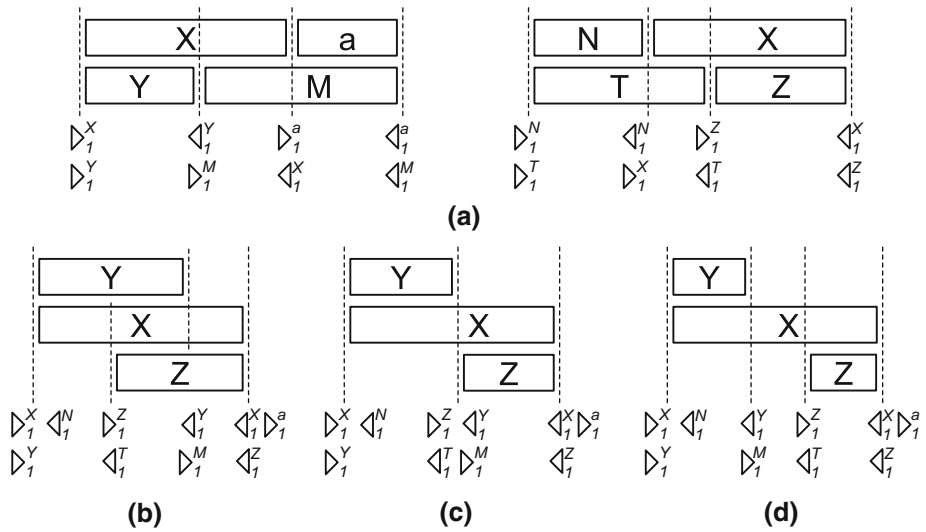 X a N X
Y M T Z
▷₁ˣ ◁₁ʸ ▷₁ᵃ ◁₁ᵃ ▷₁ᴺ ◁₁ᴺ ▷₁ᶻ ◁₁ˣ
▷₁ʸ ▷₁ᴹ ◁₁ˣ ◁₁ᴹ ▷₁ᵀ ▷₁ˣ ◁₁ᵀ ◁₁ᶻ
(a)
Y Y Y
X X X
Z Z Z
▷₁ˣ ◁₁ᴺ ▷₁ᶻ ◁₁ʸ ◁₁ˣ ▷₁ᵃ ▷₁ˣ ◁₁ᴺ ▷₁ᶻ ◁₁ʸ ◁₁ˣ ▷₁ᵃ ▷₁ˣ ◁₁ᴺ ◁₁ʸ ▷₁ᶻ ◁₁ˣ ▷₁ᵃ
▷₁ʸ ◁₁ᵀ ▷₁ᴹ ◁₁ᶻ ▷₁ʸ ◁₁ᵀ ▷₁ᴹ ◁₁ᶻ ▷₁ʸ ▷₁ᴹ ◁₁ᵀ ◁₁ᶻ
(b) (c) (d)